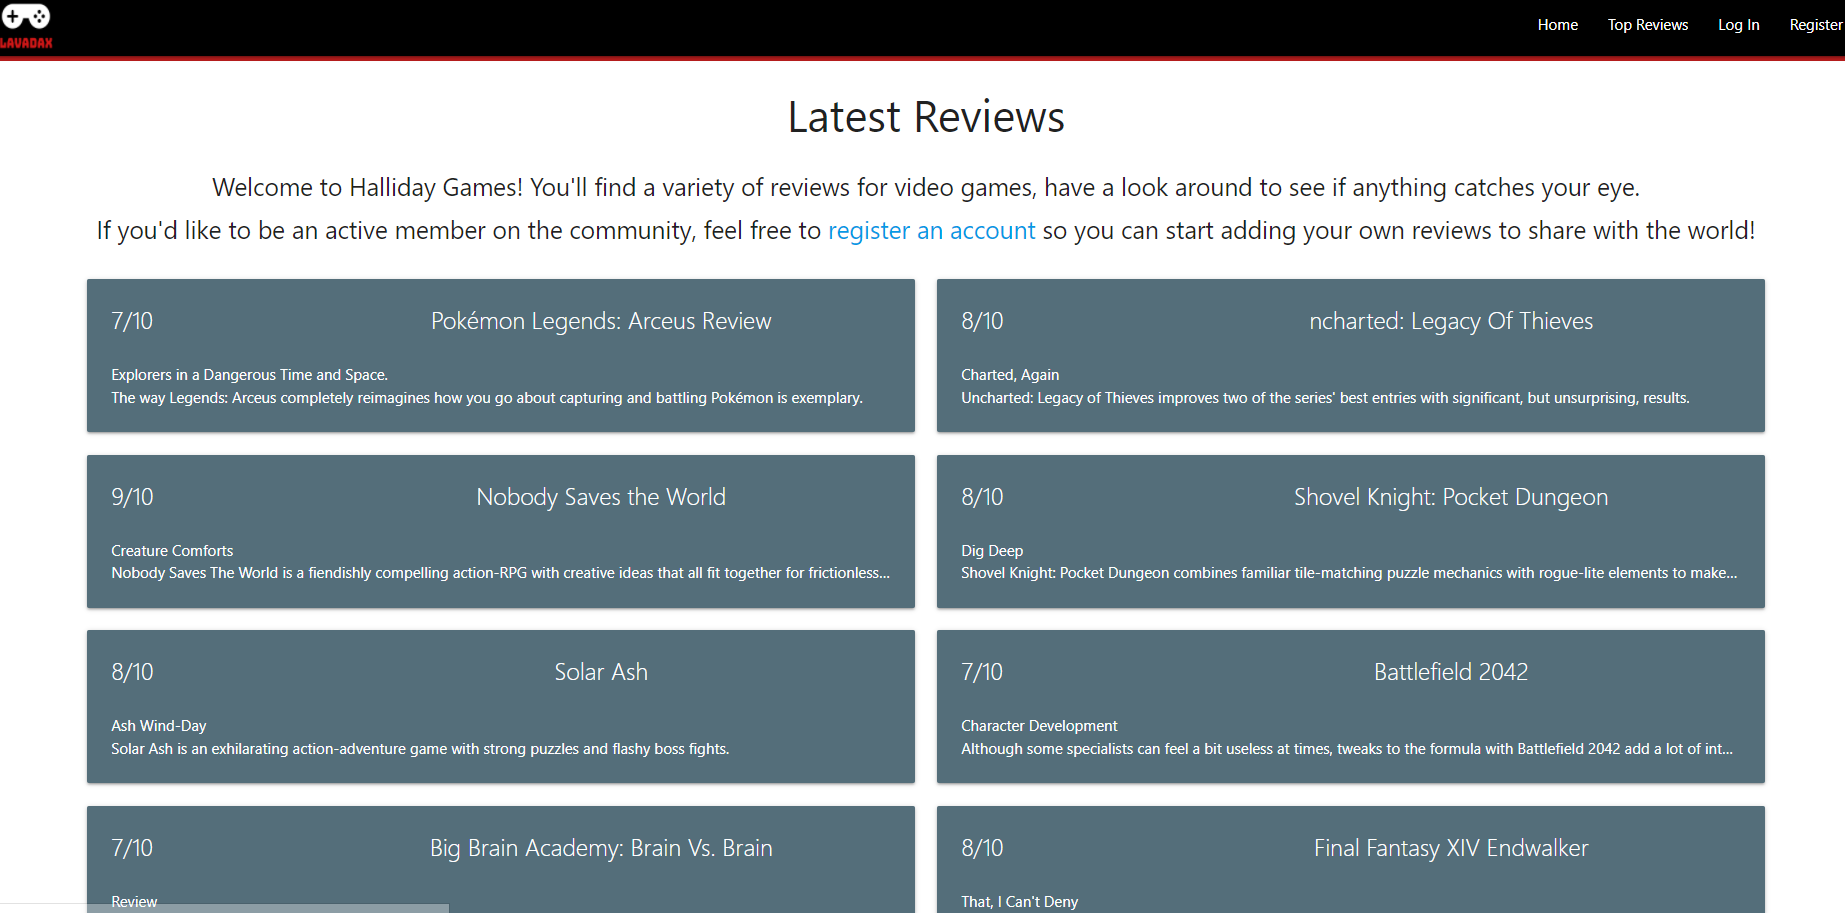 LAVADAX
Home Top Reviews Log In Register
Latest Reviews
Welcome to Halliday Games! You'll find a variety of reviews for video games, have a look around to see if anything catches your eye.
If you'd like to be an active member on the community, feel free to register an account so you can start adding your own reviews to share with the world!
7/10 Pokémon Legends: Arceus Review
Explorers in a Dangerous Time and Space.
The way Legends: Arceus completely reimagines how you go about capturing and battling Pokémon is exemplary.
8/10 ncharted: Legacy Of Thieves
Charted, Again
Uncharted: Legacy of Thieves improves two of the series' best entries with significant, but unsurprising, results.
9/10 Nobody Saves the World
Creature Comforts
Nobody Saves The World is a fiendishly compelling action-RPG with creative ideas that all fit together for frictionless...
8/10 Shovel Knight: Pocket Dungeon
Dig Deep
Shovel Knight: Pocket Dungeon combines familiar tile-matching puzzle mechanics with rogue-lite elements to make...
8/10 Solar Ash
Ash Wind-Day
Solar Ash is an exhilarating action-adventure game with strong puzzles and flashy boss fights.
7/10 Battlefield 2042
Character Development
Although some specialists can feel a bit useless at times, tweaks to the formula with Battlefield 2042 add a lot of int...
7/10 Big Brain Academy: Brain Vs. Brain
Review
8/10 Final Fantasy XIV Endwalker
That, I Can't Deny